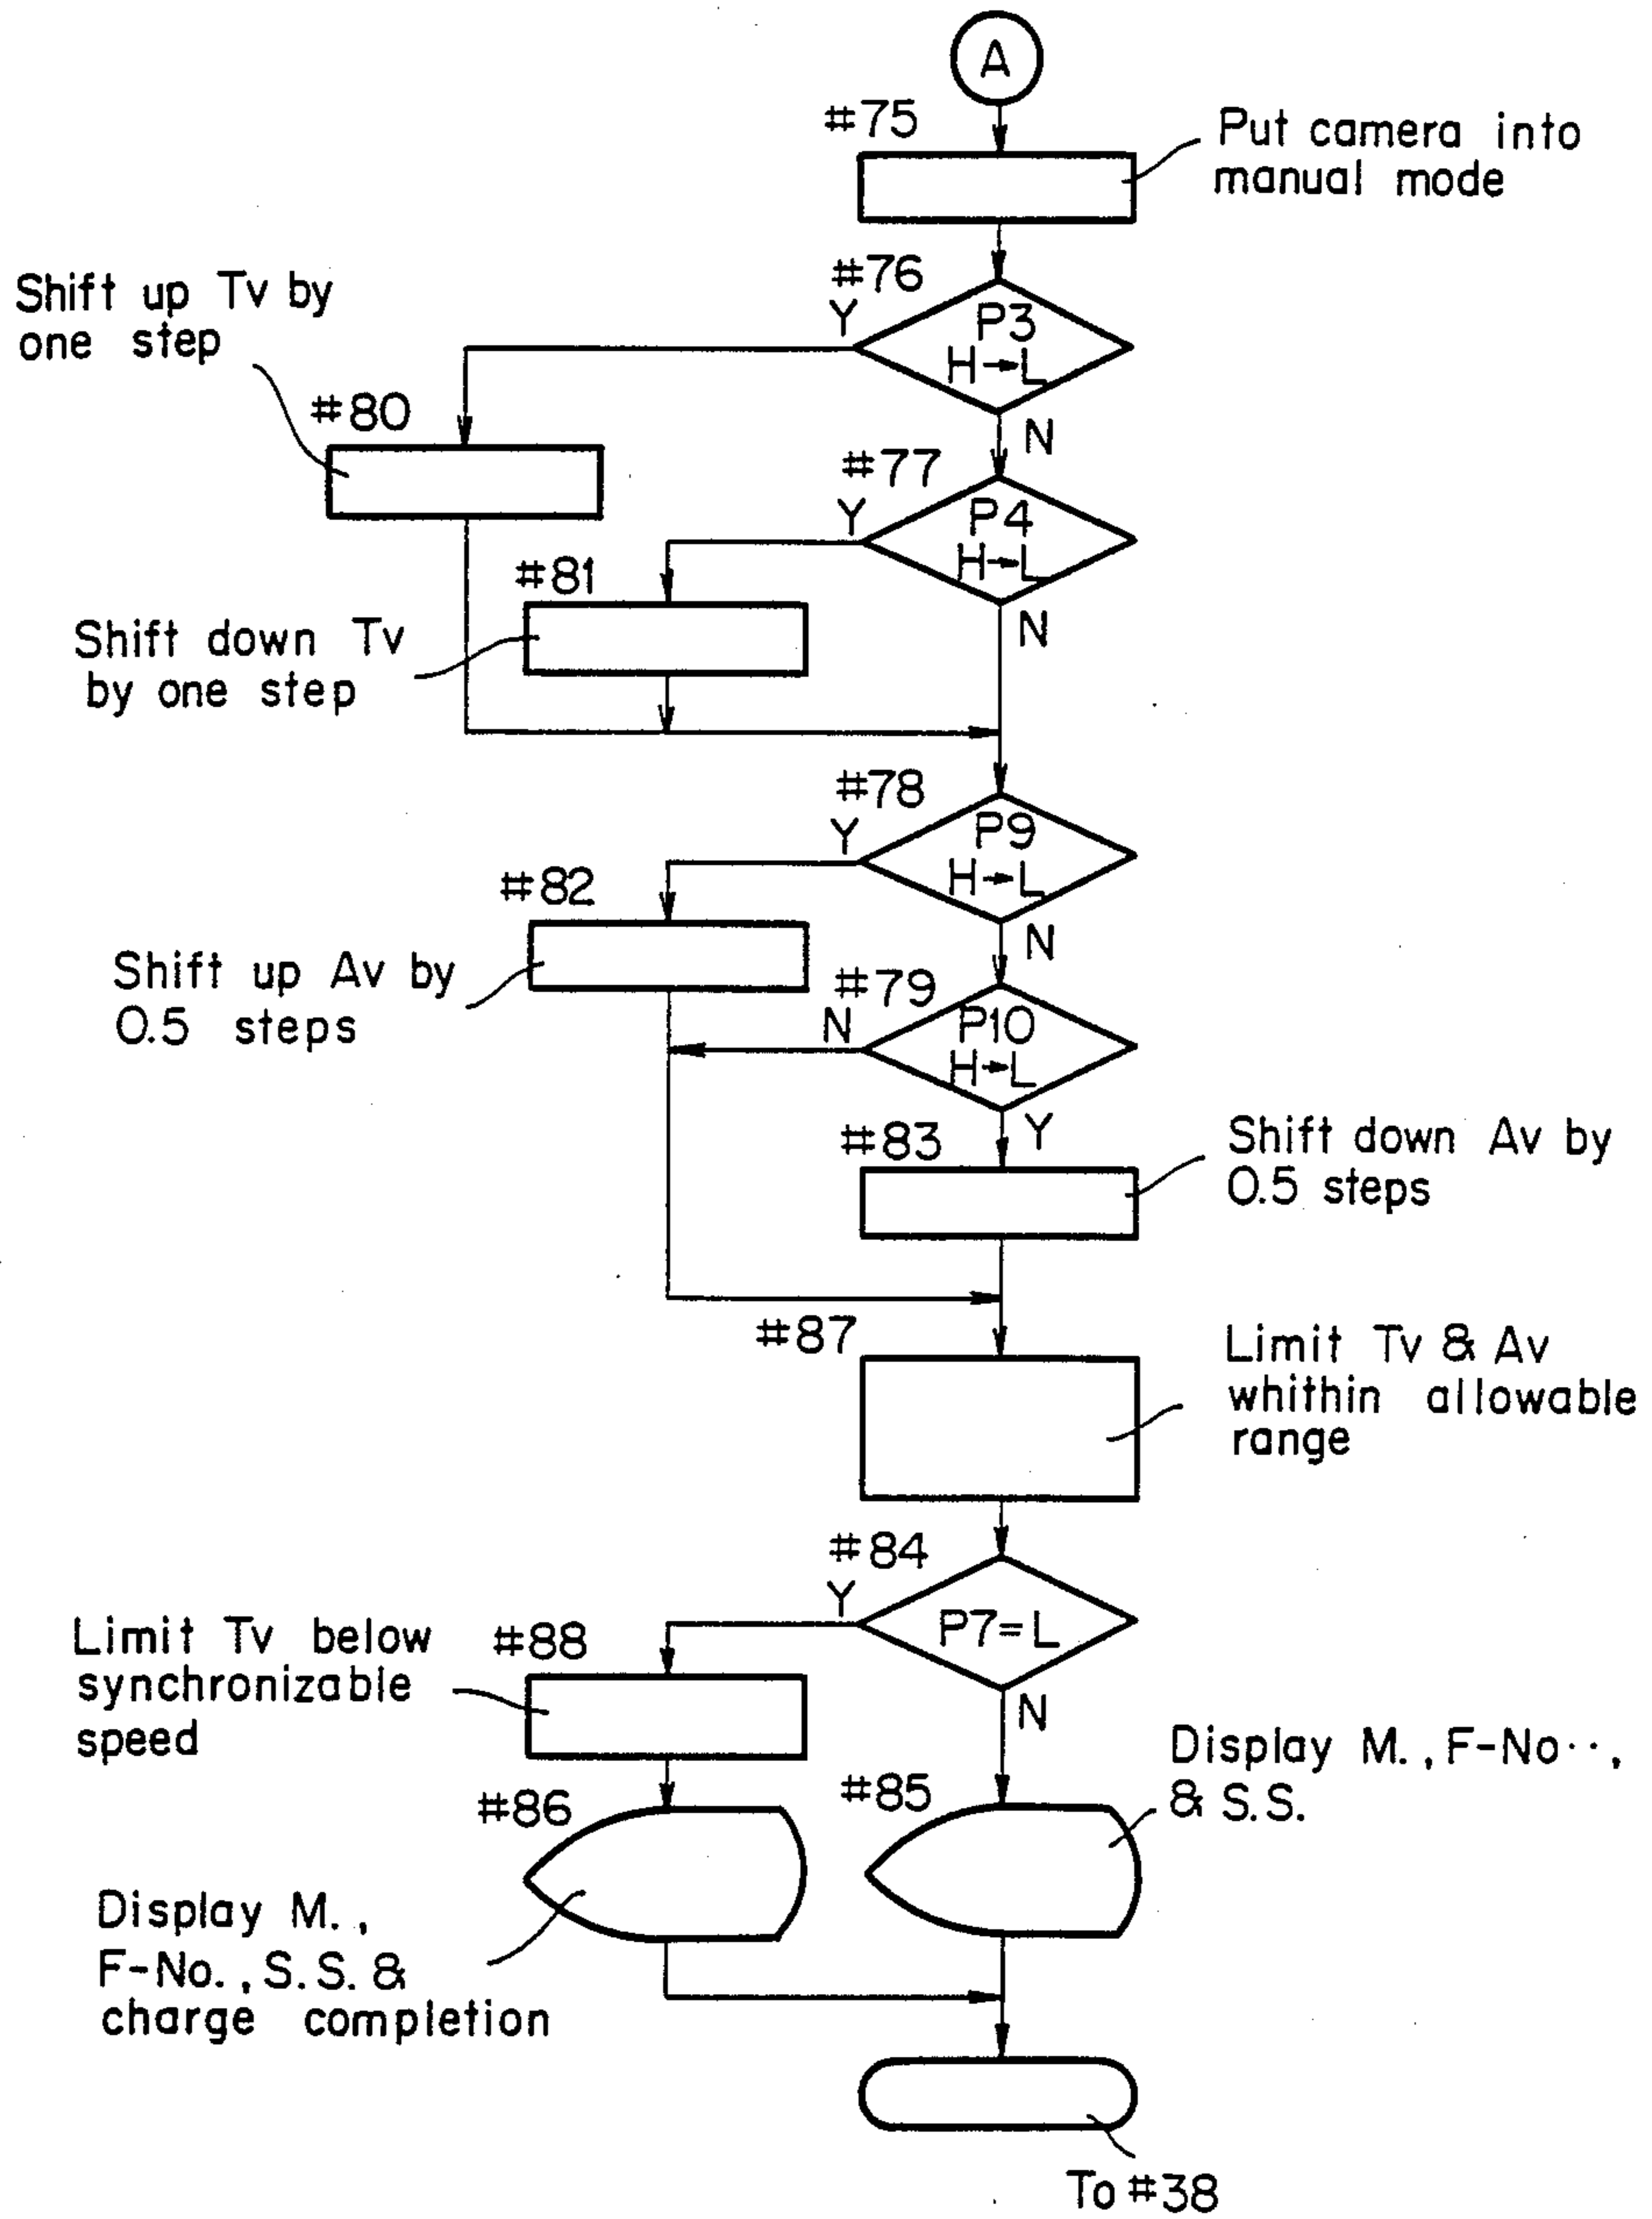 A
#75
Put camera into
manual mode
#76
Y
P3
H→L
N
Shift up Tv by
one step
#80
#77
Y
P4
H→L
N
#81
Shift down Tv
by one step
#78
Y
P9
H→L
N
#82
Shift up Av by
0.5 steps
#79
N
P10
H→L
Y
#83
Shift down Av by
0.5 steps
#87
Limit Tv & Av
whithin allowable
range
#84
Y
P7=L
N
Limit Tv below
synchronizable
speed
#88
#85
Display M., F-No··,
& S.S.
#86
Display M.,
F-No., S.S. &
charge completion
To #38